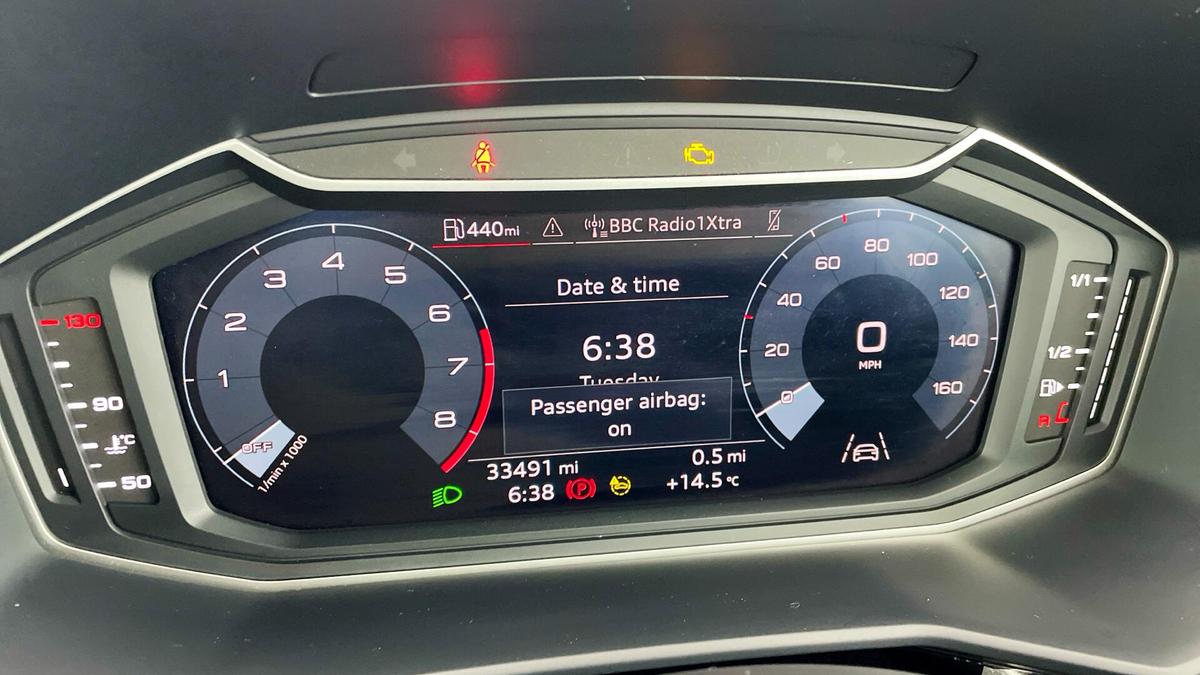 440mi
BBC Radio1Xtra
Date & time
6:38
Tuesday
Passenger airbag:
on
33491 mi
0.5 mi
6:38
P
+14.5 °C
1
2
3
4
5
6
7
8
OFF
1/min x 1000
0
20
40
60
80
100
120
140
160
0
MPH
130
90
°C
50
1/1
1/2